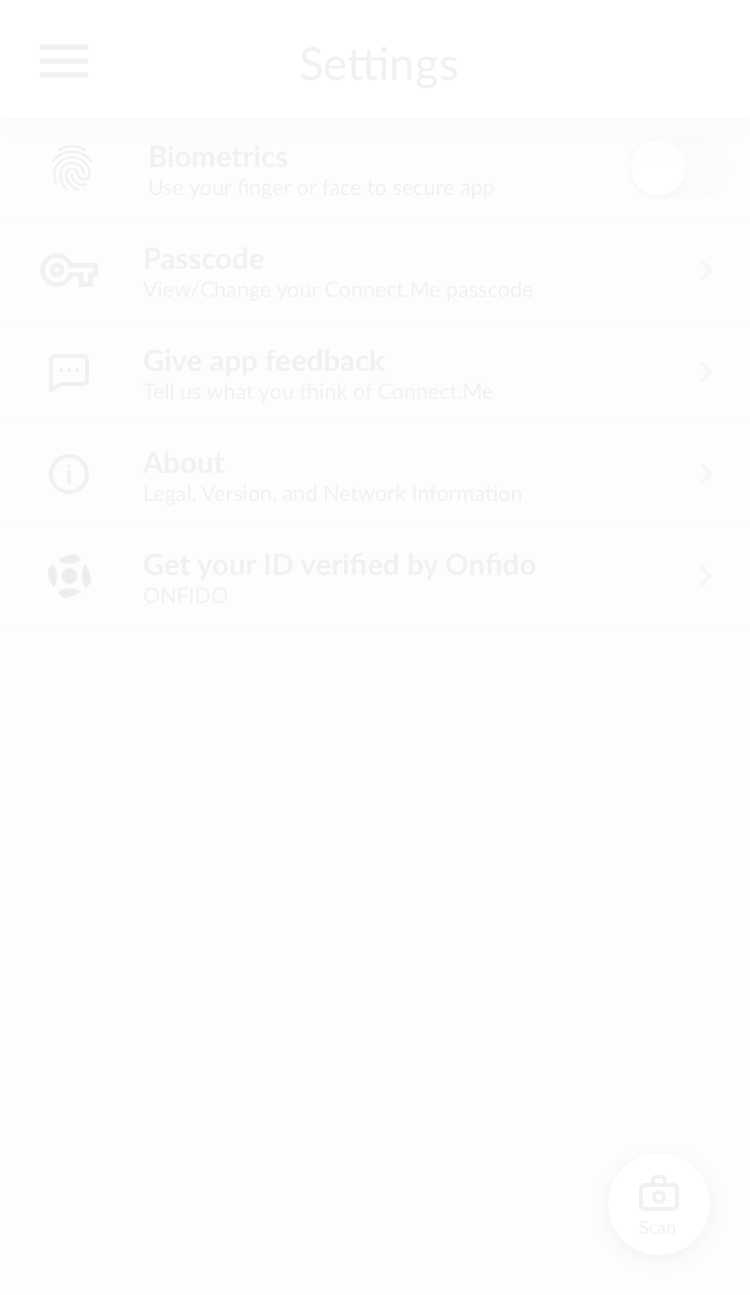 Settings
Biometrics
Use your finger or face to secure app
Passcode
View/Change your Connect.Me passcode
Give app feedback
Tell us what you think of Connect.Me
About
Legal, Version, and Network Information
Get your ID verified by Onfido
ONFIDO
Scan